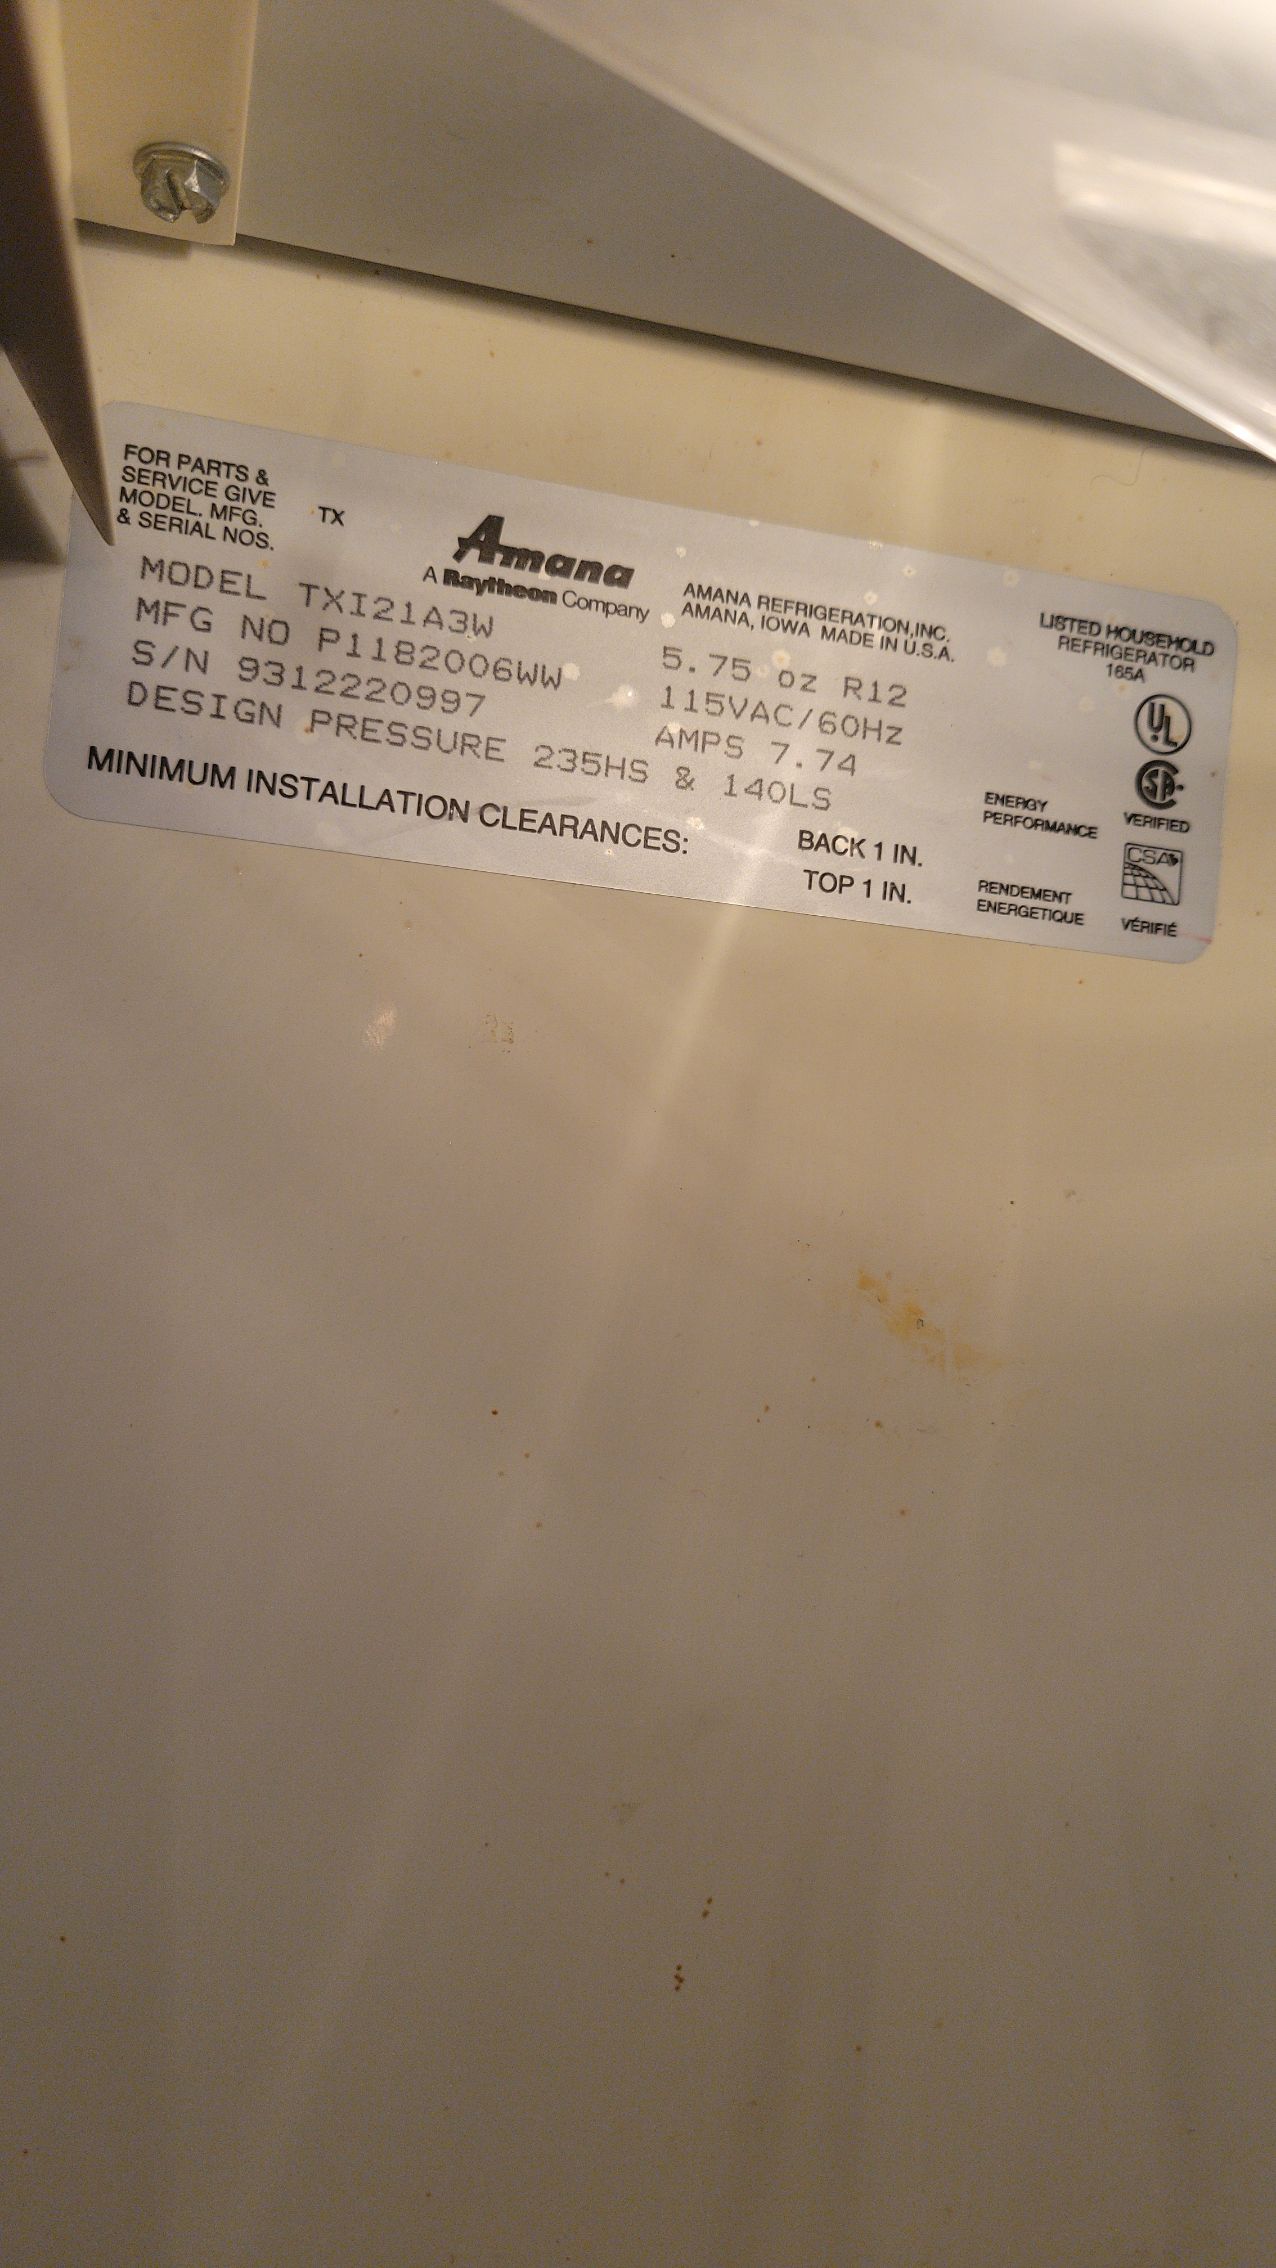 FOR PARTS &
SERVICE GIVE
MODEL. MFG.
& SERIAL NOS.
TX
Amana
A Raytheon Company
AMANA REFRIGERATION, INC.
AMANA, IOWA MADE IN U.S.A.
LISTED HOUSEHOLD
REFRIGERATOR
165A
MODEL TXI21A3W
MFG NO P1182006WW
S/N 9312220997
DESIGN PRESSURE 235HS & 140LS
5.75 oz R12
115VAC/60Hz
AMPS 7.74
MINIMUM INSTALLATION CLEARANCES:
BACK 1 IN.
TOP 1 IN.
UL
SA
ENERGY
PERFORMANCE
VERIFIED
CSA
RENDEMENT
ENERGETIQUE
VÉRIFIÉ